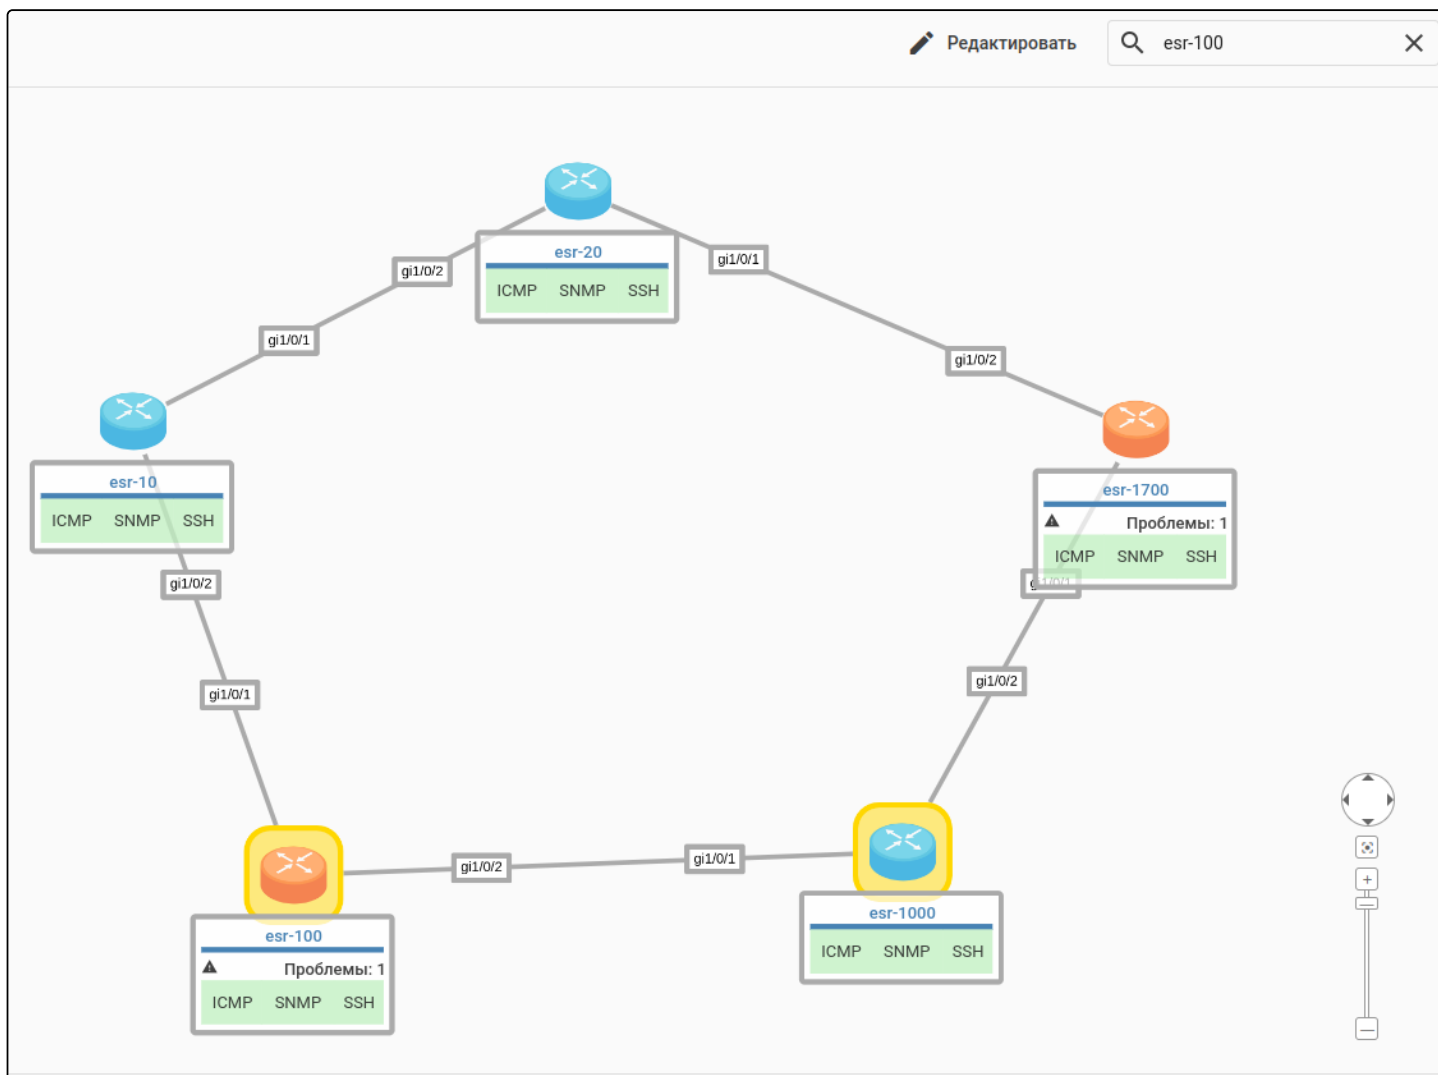 Редактировать
esr-100
esr-20
ICMP SNMP SSH
gi1/0/2
gi1/0/1
gi1/0/1
gi1/0/2
esr-10
ICMP SNMP SSH
esr-1700
Проблемы: 1
ICMP SNMP SSH
gi1/0/2
gi1/0/1
gi1/0/1
gi1/0/2
gi1/0/2
gi1/0/1
esr-100
Проблемы: 1
ICMP SNMP SSH
esr-1000
ICMP SNMP SSH